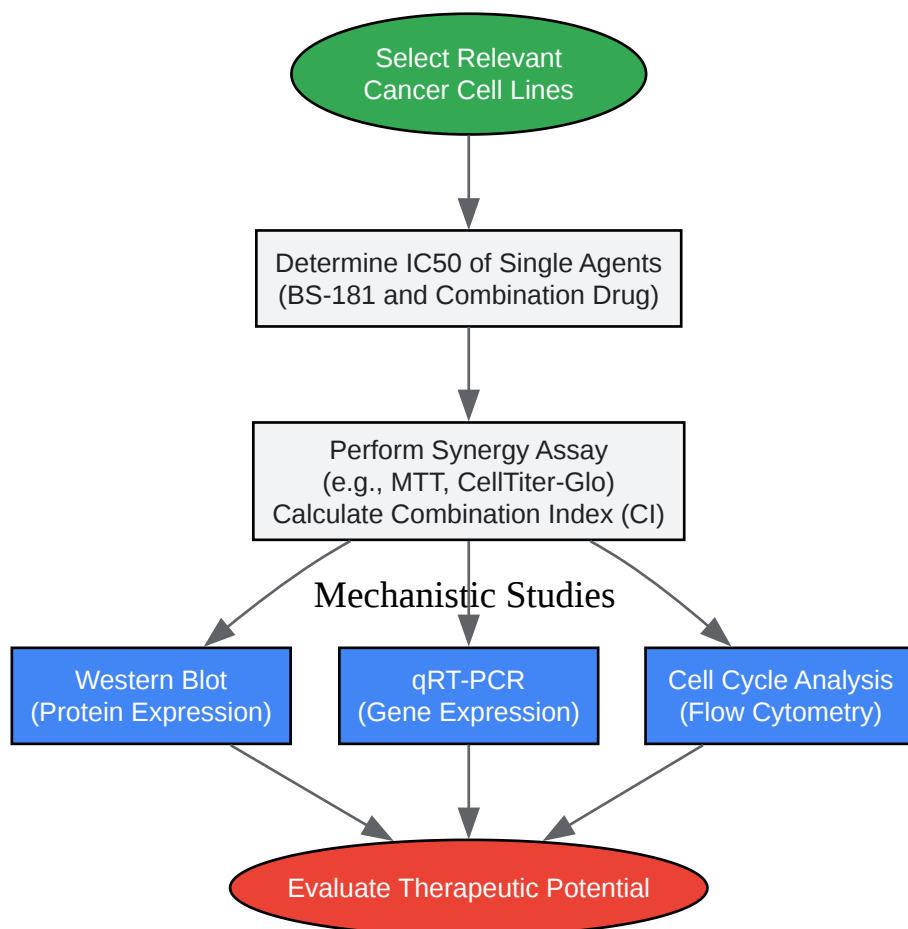 Select Relevant
Cancer Cell Lines
Determine IC50 of Single Agents
(BS-181 and Combination Drug)
Perform Synergy Assay
(e.g., MTT, CellTiter-Glo)
Calculate Combination Index (CI)
Mechanistic Studies
Western Blot
(Protein Expression)
qRT-PCR
(Gene Expression)
Cell Cycle Analysis
(Flow Cytometry)
Evaluate Therapeutic Potential